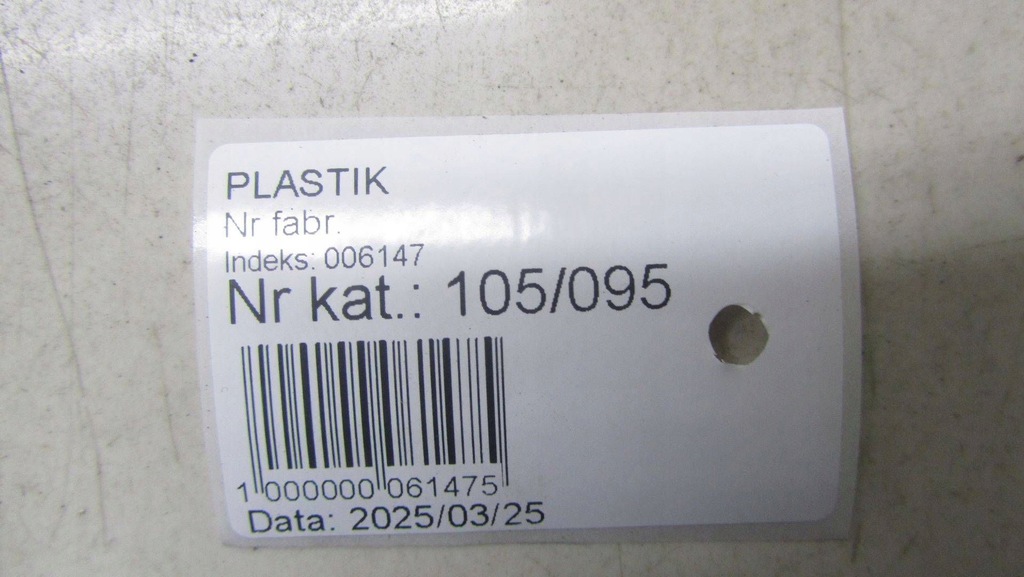 PLASTIK
Nr fabr.
Indeks: 006147
Nr kat.: 105/095
1 000000 061475
Data: 2025/03/25